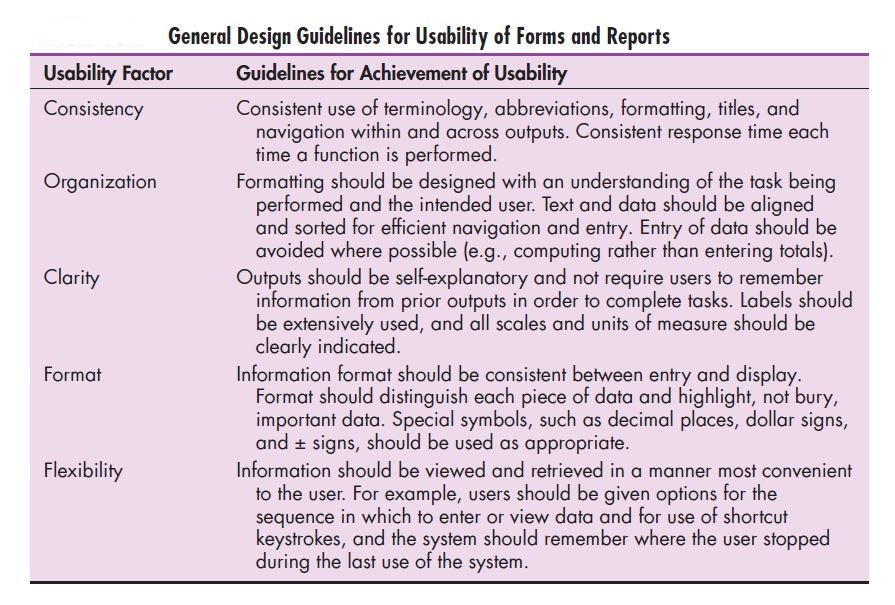 General Design Guidelines for Usability of Forms and Reports
Usability Factor Guidelines for Achievement of Usability
Consistency Consistent use of terminology, abbreviations, formatting, titles, and
navigation within and across outputs. Consistent response time each
time a function is performed.
Organization Formatting should be designed with an understanding of the task being
performed and the intended user. Text and data should be aligned
and sorted for efficient navigation and entry. Entry of data should be
avoided where possible (e.g., computing rather than entering totals).
Clarity Outputs should be self-explanatory and not require users to remember
information from prior outputs in order to complete tasks. Labels should
be extensively used, and all scales and units of measure should be
clearly indicated.
Format Information format should be consistent between entry and display.
Format should distinguish each piece of data and highlight, not bury,
important data. Special symbols, such as decimal places, dollar signs,
and ± signs, should be used as appropriate.
Flexibility Information should be viewed and retrieved in a manner most convenient
to the user. For example, users should be given options for the
sequence in which to enter or view data and for use of shortcut
keystrokes, and the system should remember where the user stopped
during the last use of the system.